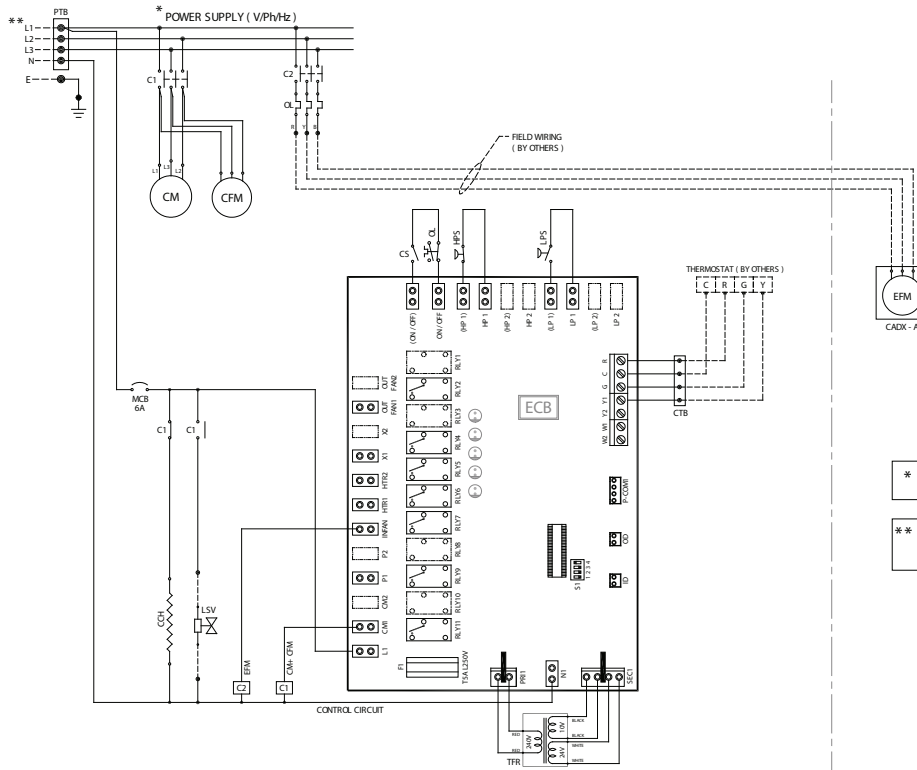 PTB
* POWER SUPPLY ( V/Ph/Hz )
** L1
L2
L3
N
E
C1
C2
OL
R Y B
FIELD WIRING
( BY OTHERS )
L1 L3 L2
CM
CFM
CS
OL
HPS
LPS
THERMOSTAT ( BY OTHERS )
C R G Y
EFM
CADX - A
(ON / OFF)
ON / OFF
(HP 1)
HP 1
(HP 2)
HP 2
(LP 1)
LP 1
(LP 2)
LP 2
RLY1
RLY2
RLY3
RLY4
RLY5
RLY6
RLY7
RLY8
RLY9
RLY10
RLY11
OUT FAN2
OUT FAN1
X2
X1
HTR2
HTR1
INFAN
P2
P1
CM2
CM1
L1
ECB
R
C
G
Y1
Y2
W1
W2
CTB
MCB
6A
C1
C1
P-COM1
OD
ID
S1
1 2 3 4
*
**
CCH
LSV
EFM
CM+ CFM
C2
C1
F1
T5A L250V
PRI1
N1
SEC1
CONTROL CIRCUIT
RED
RED
240V
10V
24V
BLACK
BLACK
WHITE
WHITE
TFR